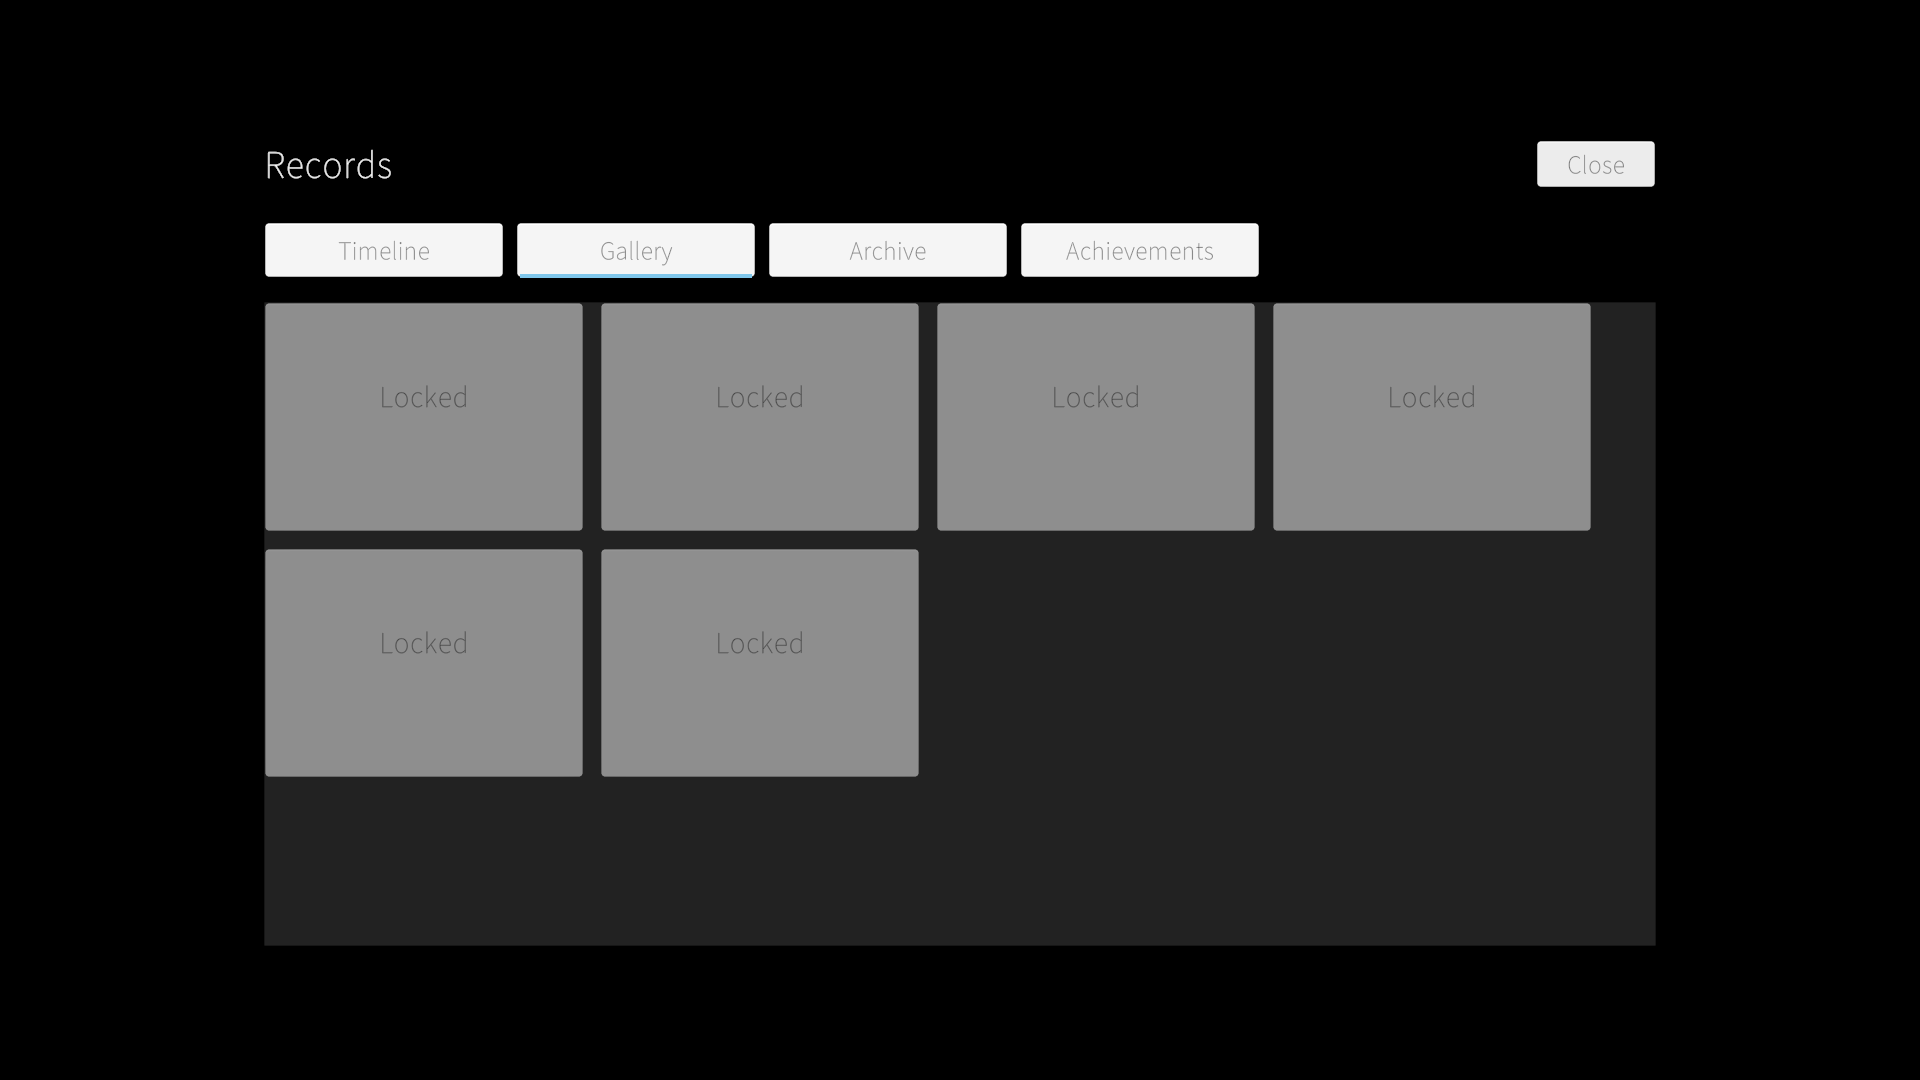 Records
Close
Timeline
Gallery
Archive
Achievements
Locked
Locked
Locked
Locked
Locked
Locked